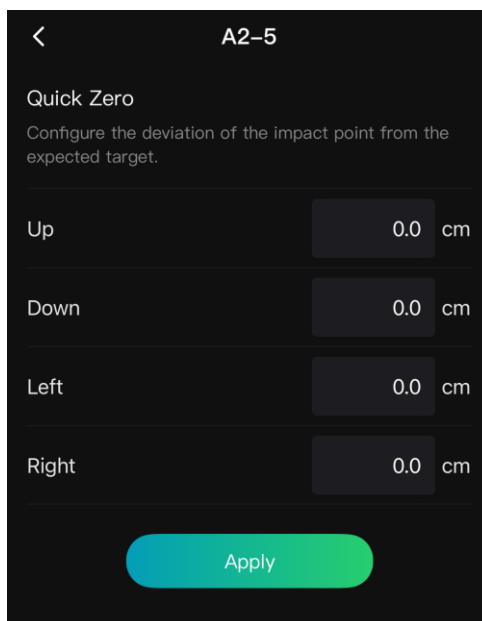 A2-5
Quick Zero
Configure the deviation of the impact point from the
expected target.
Up 0.0 cm
Down 0.0 cm
Left 0.0 cm
Right 0.0 cm
Apply